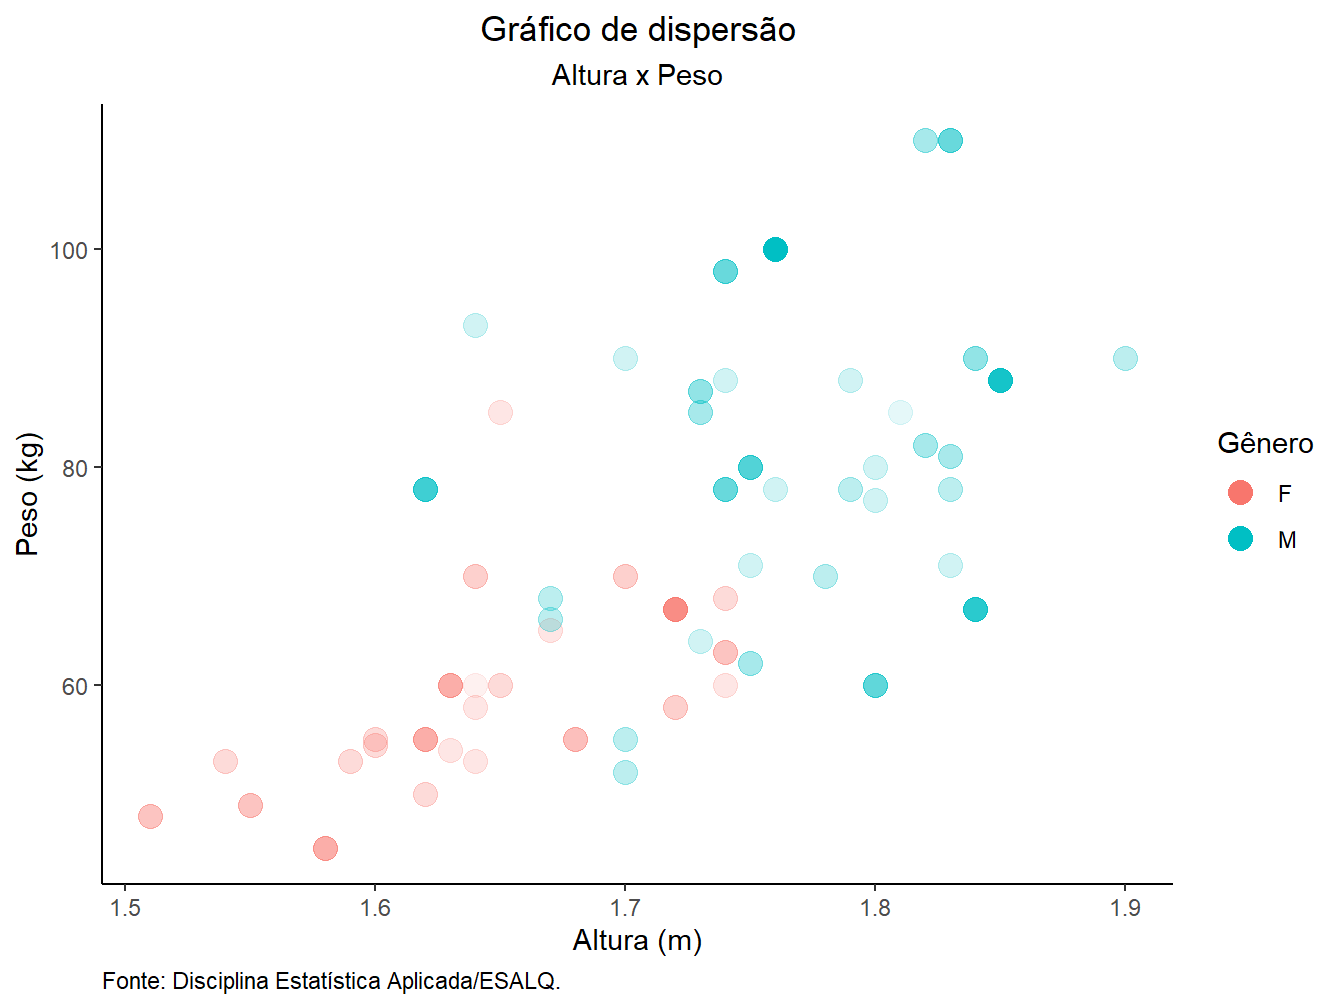 Gráfico de dispersão
Altura x Peso
Peso (kg)
100
80
60
1.5 1.6 1.7 1.8 1.9
Altura (m)
Gênero
F
M
Fonte: Disciplina Estatística Aplicada/ESALQ.